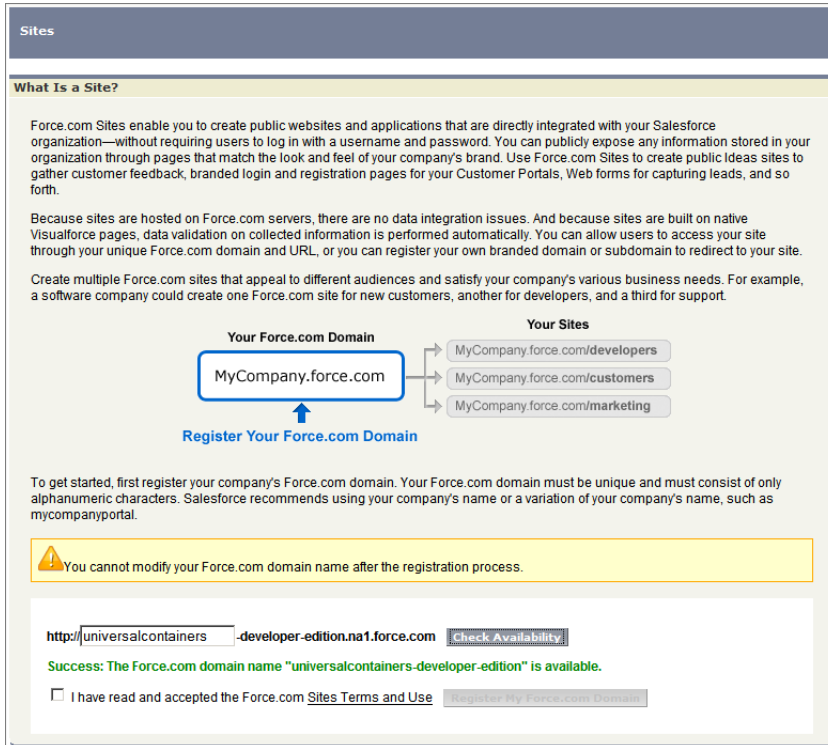 Sites
What Is a Site?
Force.com Sites enable you to create public websites and applications that are directly integrated with your Salesforce
organization—without requiring users to log in with a username and password. You can publicly expose any information stored in your
organization through pages that match the look and feel of your company's brand. Use Force.com Sites to create public Ideas sites to
gather customer feedback, branded login and registration pages for your Customer Portals, Web forms for capturing leads, and so
forth.
Because sites are hosted on Force.com servers, there are no data integration issues. And because sites are built on native
Visualforce pages, data validation on collected information is performed automatically. You can allow users to access your site
through your unique Force.com domain and URL, or you can register your own branded domain or subdomain to redirect to your site.
Create multiple Force.com sites that appeal to different audiences and satisfy your company's various business needs. For example,
a software company could create one Force.com site for new customers, another for developers, and a third for support.
Your Force.com Domain
MyCompany.force.com
Register Your Force.com Domain
Your Sites
MyCompany.force.com/developers
MyCompany.force.com/customers
MyCompany.force.com/marketing
To get started, first register your company's Force.com domain. Your Force.com domain must be unique and must consist of only
alphanumeric characters. Salesforce recommends using your company's name or a variation of your company's name, such as
mycompanyportal.
You cannot modify your Force.com domain name after the registration process.
http://universalcontainers -developer-edition.na1.force.com Check Availability
Success: The Force.com domain name "universalcontainers-developer-edition" is available.
I have read and accepted the Force.com Sites Terms and Use Register My Force.com Domain